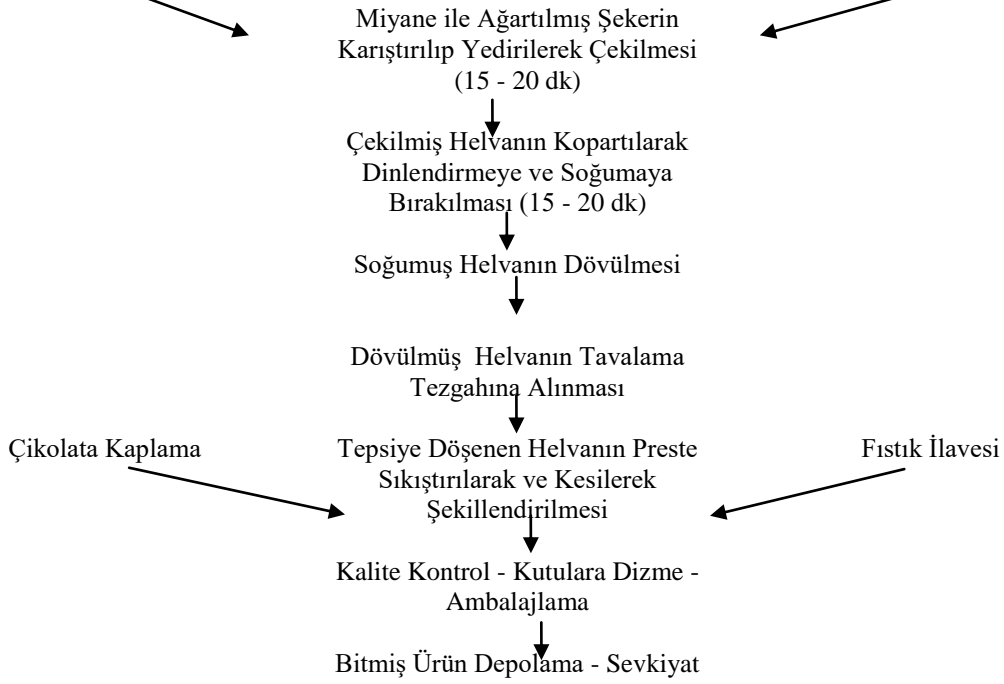 Miyane ile Ağartılmış Şekerin
Karıştırılıp Yedirilerek Çekilmesi
(15 - 20 dk)
Çekilmiş Helvanın Kopartılarak
Dinlendirmeye ve Soğumaya
Bırakılması (15 - 20 dk)
Soğumuş Helvanın Dövülmesi
Dövülmüş Helvanın Tavalama
Tezgahına Alınması
Çikolata Kaplama
Tepsiye Döşenen Helvanın Preste
Sıkıştırılarak ve Kesilerek
Şekillendirilmesi
Fıstık İlavesi
Kalite Kontrol - Kutulara Dizme -
Ambalajlama
Bitmiş Ürün Depolama - Sevkiyat